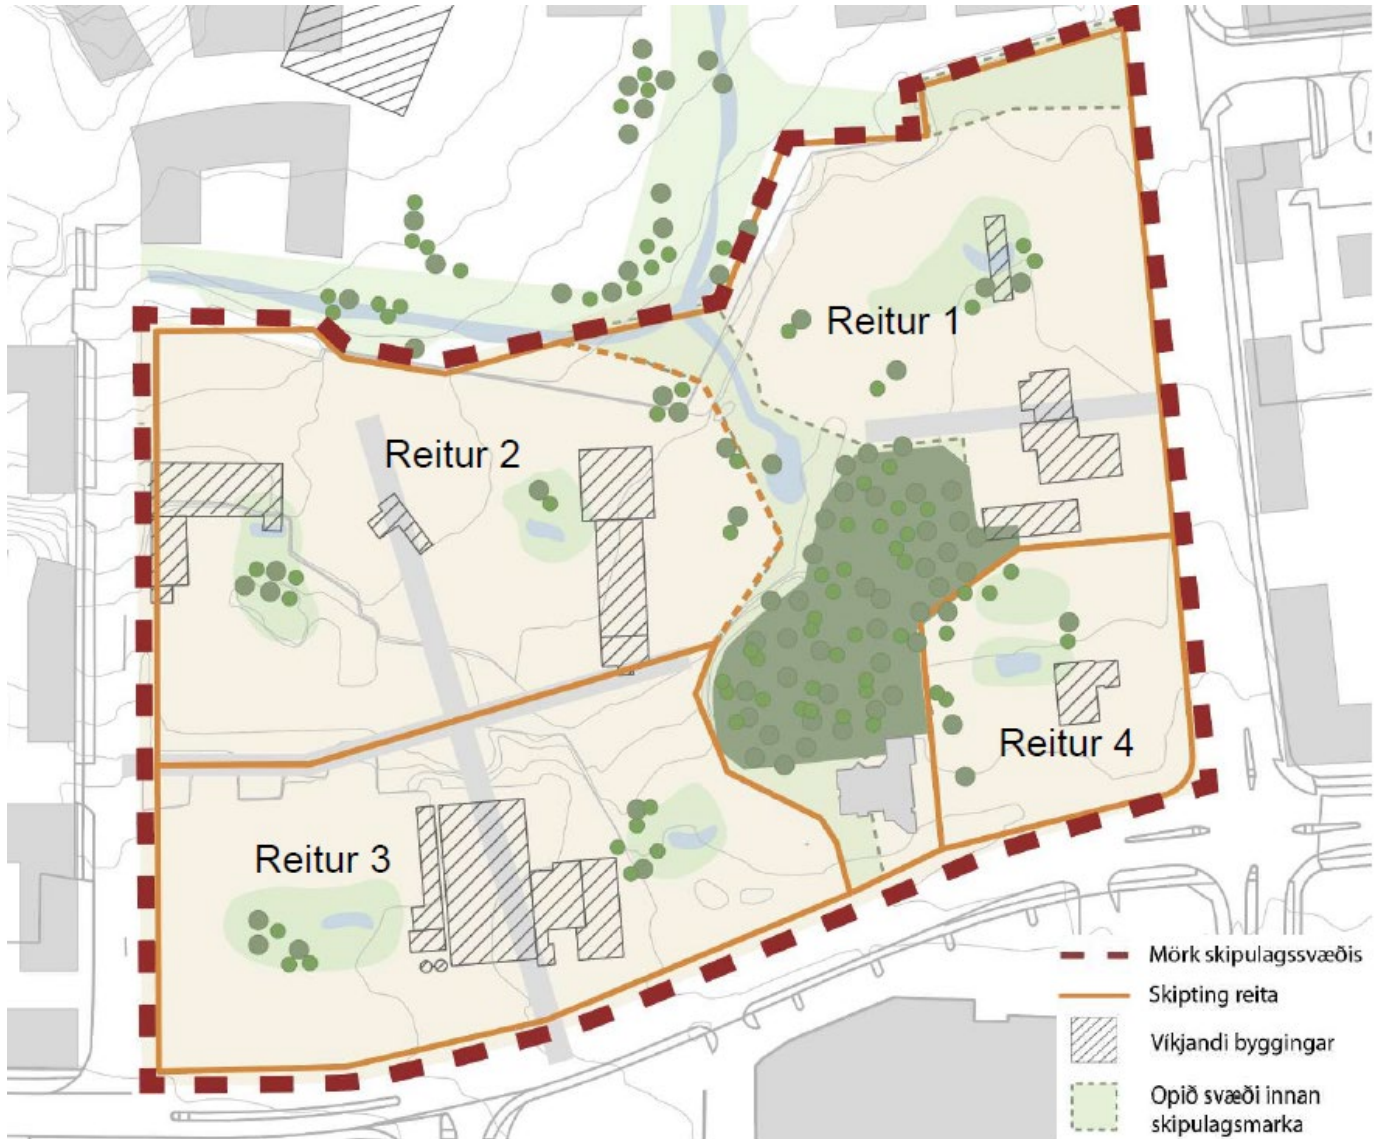 Reitur 1
Reitur 2
Reitur 4
Reitur 3
Mörk skipulagssvæðis
Skipting reita
Víkjandi byggingar
Opið svæði innan
skipulagsmarka